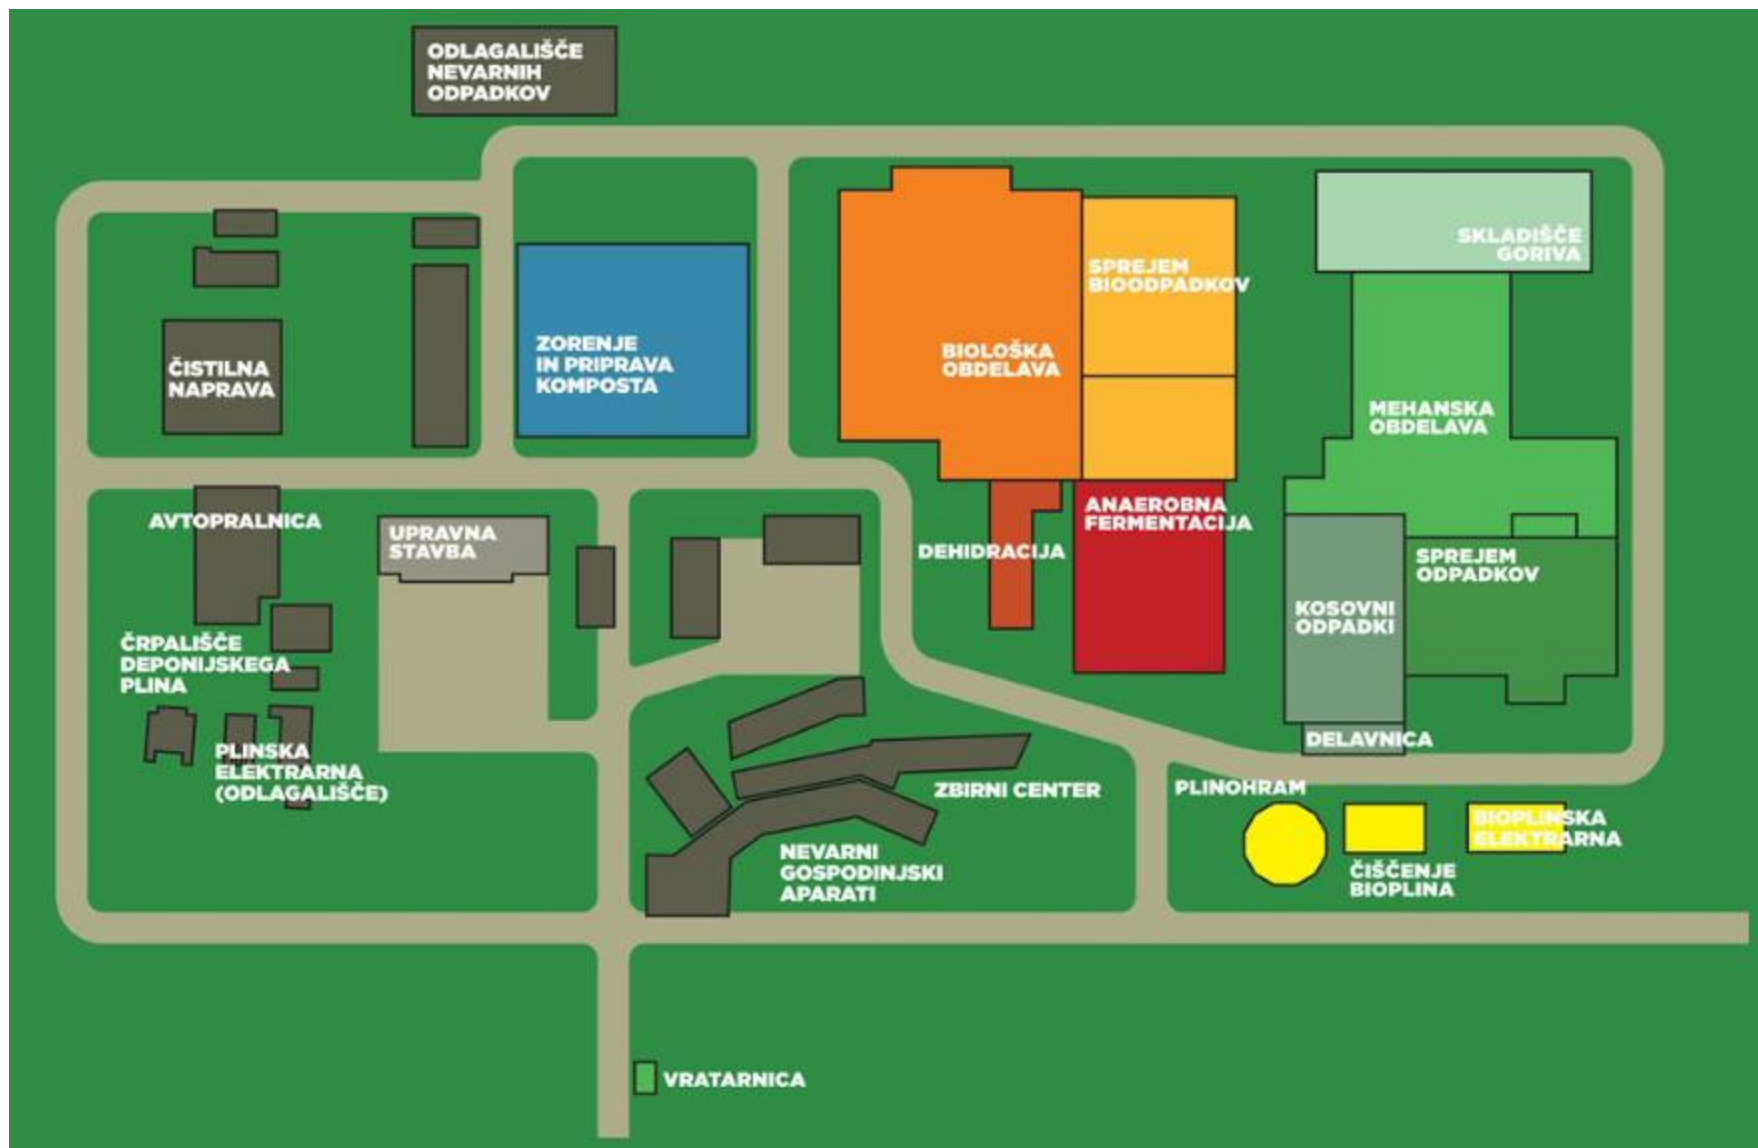 ODLAGALIŠČE
NEVARNIH
ODPADKOV
SKLADIŠČE
GORIVA
SPREJEM
BIOODPADKOV
ZORENJE
IN PRIPRAVA
KOMPOSTA
BIOLOŠKA
OBDELAVA
ČISTILNA
NAPRAVA
MEHANSKA
OBDELAVA
AVTOPRALNICA
UPRAVNA
STAVBA
ANAEROBNA
FERMENTACIJA
DEHIDRACIJA
SPREJEM
ODPADKOV
KOSOVNI
ODPADKI
ČRPALIŠČE
DEPONIJSKEGA
PLINA
PLINSKA
ELEKTRARNA
(ODLAGALIŠČE)
DELAVNICA
ZBIRNI CENTER
PLINOHRAM
BIOPLINSKA
ELEKTRARNA
NEVARNI
GOSPODINJSKI
APARATI
ČIŠČENJE
BIOPLINA
VRATARNICA